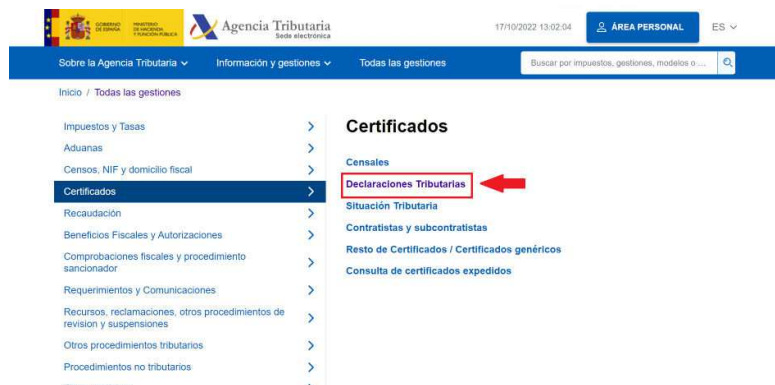 GOBIERNO
DE ESPAÑA
MINISTERIO
DE HACIENDA
Y FUNCIÓN PÚBLICA
Agencia Tributaria
Sede electrónica
17/10/2022 13:02:04
ÁREA PERSONAL
ES
Sobre la Agencia Tributaria
Información y gestiones
Todas las gestiones
Buscar por impuestos, gestiones, modelos o ...
Inicio / Todas las gestiones
Impuestos y Tasas
Aduanas
Censos, NIF y domicilio fiscal
Certificados
Recaudación
Beneficios Fiscales y Autorizaciones
Comprobaciones fiscales y procedimiento
sancionador
Requerimientos y Comunicaciones
Recursos, reclamaciones, otros procedimientos de
revision y suspensiones
Otros procedimientos tributarios
Procedimientos no tributarios
Certificados
Censales
Declaraciones Tributarias
Situación Tributaria
Contratistas y subcontratistas
Resto de Certificados / Certificados genéricos
Consulta de certificados expedidos